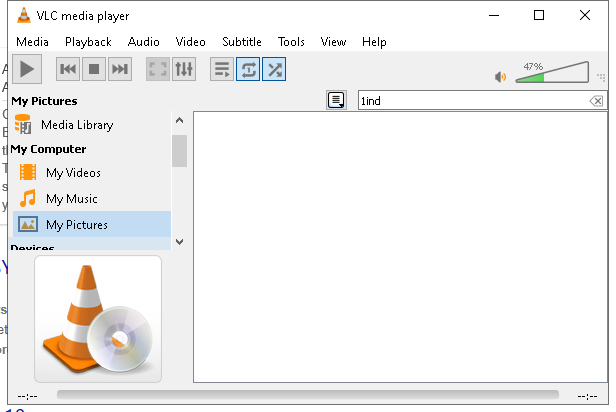 VLC media player
Media Playback Audio Video Subtitle Tools View Help
47%
My Pictures
1ind
Media Library
My Computer
My Videos
My Music
My Pictures
Devices
--:-- --:--